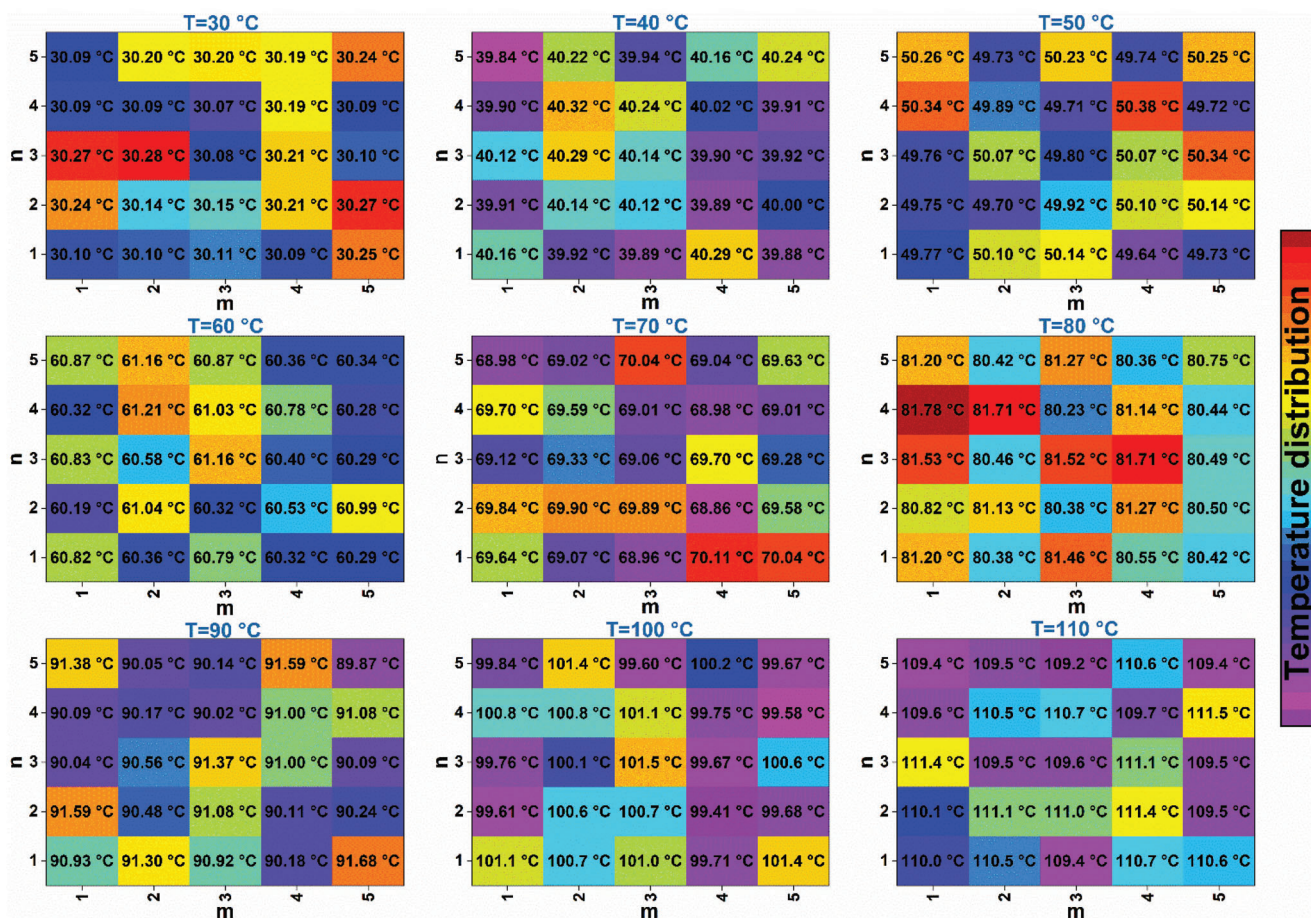 T=30 °C
5 30.09 °C 30.20 °C 30.20 °C 30.19 °C 30.24 °C
4 30.09 °C 30.09 °C 30.07 °C 30.19 °C 30.09 °C
n 3 30.27 °C 30.28 °C 30.08 °C 30.21 °C 30.10 °C
2 30.24 °C 30.14 °C 30.15 °C 30.21 °C 30.27 °C
1 30.10 °C 30.10 °C 30.11 °C 30.09 °C 30.25 °C
1 2 3 4 5
m
T=40 °C
5 39.84 °C 40.22 °C 39.94 °C 40.16 °C 40.24 °C
4 39.90 °C 40.32 °C 40.24 °C 40.02 °C 39.91 °C
n 3 40.12 °C 40.29 °C 40.14 °C 39.90 °C 39.92 °C
2 39.91 °C 40.14 °C 40.12 °C 39.89 °C 40.00 °C
1 40.16 °C 39.92 °C 39.89 °C 40.29 °C 39.88 °C
1 2 3 4 5
m
T=50 °C
5 50.26 °C 49.73 °C 50.23 °C 49.74 °C 50.25 °C
4 50.34 °C 49.89 °C 49.71 °C 50.38 °C 49.72 °C
n 3 49.76 °C 50.07 °C 49.80 °C 50.07 °C 50.34 °C
2 49.75 °C 49.70 °C 49.92 °C 50.10 °C 50.14 °C
1 49.77 °C 50.10 °C 50.14 °C 49.64 °C 49.73 °C
1 2 3 4 5
m
T=60 °C
5 60.87 °C 61.16 °C 60.87 °C 60.36 °C 60.34 °C
4 60.32 °C 61.21 °C 61.03 °C 60.78 °C 60.28 °C
n 3 60.83 °C 60.58 °C 61.16 °C 60.40 °C 60.29 °C
2 60.19 °C 61.04 °C 60.32 °C 60.53 °C 60.99 °C
1 60.82 °C 60.36 °C 60.79 °C 60.32 °C 60.29 °C
1 2 3 4 5
m
T=70 °C
5 68.98 °C 69.02 °C 70.04 °C 69.04 °C 69.63 °C
4 69.70 °C 69.59 °C 69.01 °C 68.98 °C 69.01 °C
n 3 69.12 °C 69.33 °C 69.06 °C 69.70 °C 69.28 °C
2 69.84 °C 69.90 °C 69.89 °C 68.86 °C 69.58 °C
1 69.64 °C 69.07 °C 68.96 °C 70.11 °C 70.04 °C
1 2 3 4 5
m
T=80 °C
5 81.20 °C 80.42 °C 81.27 °C 80.36 °C 80.75 °C
4 81.78 °C 81.71 °C 80.23 °C 81.14 °C 80.44 °C
n 3 81.53 °C 80.46 °C 81.52 °C 81.71 °C 80.49 °C
2 80.82 °C 81.13 °C 80.38 °C 81.27 °C 80.50 °C
1 81.20 °C 80.38 °C 81.46 °C 80.55 °C 80.42 °C
1 2 3 4 5
m
T=90 °C
5 91.38 °C 90.05 °C 90.14 °C 91.59 °C 89.87 °C
4 90.09 °C 90.17 °C 90.02 °C 91.00 °C 91.08 °C
n 3 90.04 °C 90.56 °C 91.37 °C 91.00 °C 90.09 °C
2 91.59 °C 90.48 °C 91.08 °C 90.11 °C 90.24 °C
1 90.93 °C 91.30 °C 90.92 °C 90.18 °C 91.68 °C
1 2 3 4 5
m
T=100 °C
5 99.84 °C 101.4 °C 99.60 °C 100.2 °C 99.67 °C
4 100.8 °C 100.8 °C 101.1 °C 99.75 °C 99.58 °C
n 3 99.76 °C 100.1 °C 101.5 °C 99.67 °C 100.6 °C
2 99.61 °C 100.6 °C 100.7 °C 99.41 °C 99.68 °C
1 101.1 °C 100.7 °C 101.0 °C 99.71 °C 101.4 °C
1 2 3 4 5
m
T=110 °C
5 109.4 °C 109.5 °C 109.2 °C 110.6 °C 109.4 °C
4 109.6 °C 110.5 °C 110.7 °C 109.7 °C 111.5 °C
n 3 111.4 °C 109.5 °C 109.6 °C 111.1 °C 109.5 °C
2 110.1 °C 111.1 °C 111.0 °C 111.4 °C 109.5 °C
1 110.0 °C 110.5 °C 109.4 °C 110.7 °C 110.6 °C
1 2 3 4 5
m
Temperature distribution